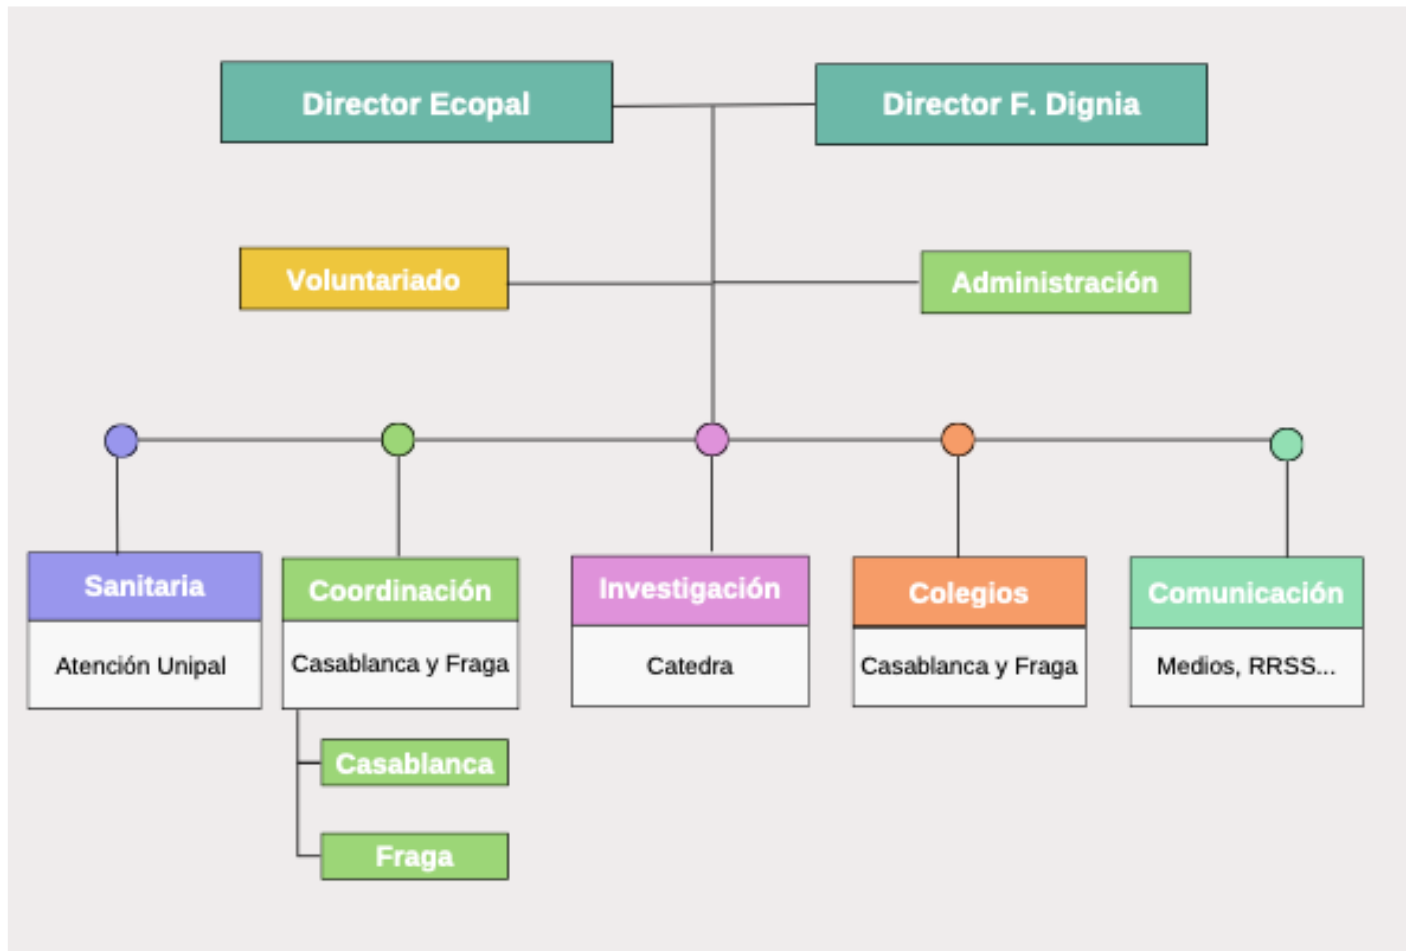 Director Ecopal
Director F. Dignia
Voluntariado
Administración
Sanitaria
Atención Unipal
Coordinación
Casablanca y Fraga
Casablanca
Fraga
Investigación
Catedra
Colegios
Casablanca y Fraga
Comunicación
Medios, RRSS...